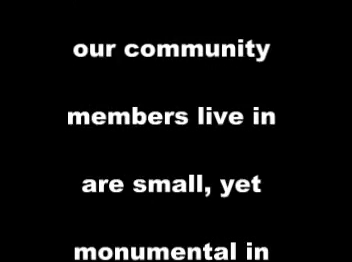 our community
members live in
are small, yet
monumental in